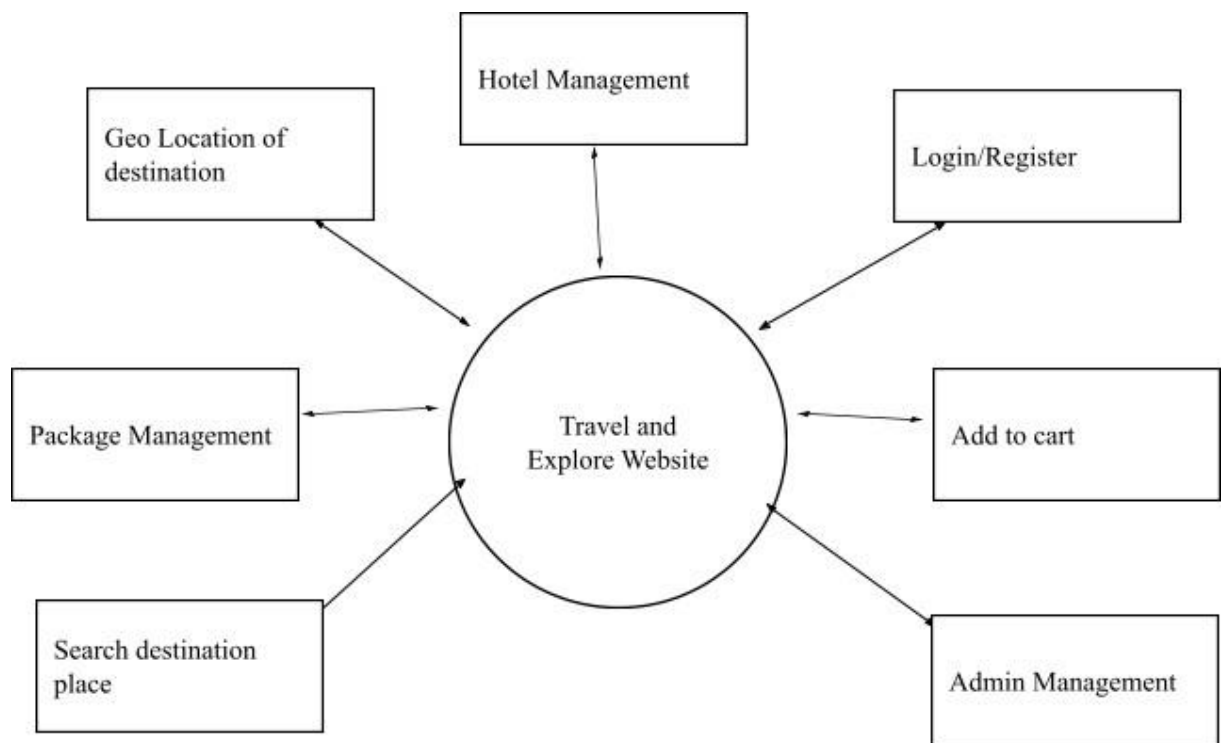 Hotel Management
Geo Location of
destination
Login/Register
Package Management
Travel and
Explore Website
Add to cart
Search destination
place
Admin Management